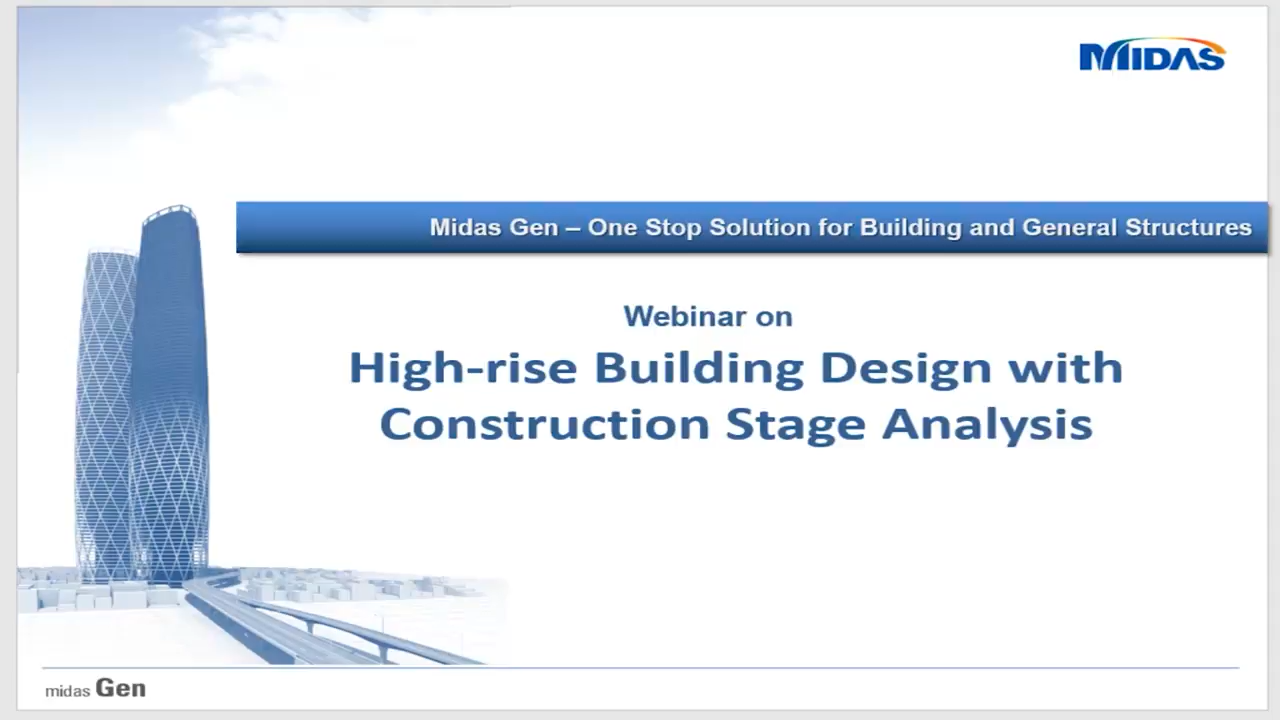 MIDAS
Midas Gen – One Stop Solution for Building and General Structures
Webinar on
High-rise Building Design with
Construction Stage Analysis
midas Gen